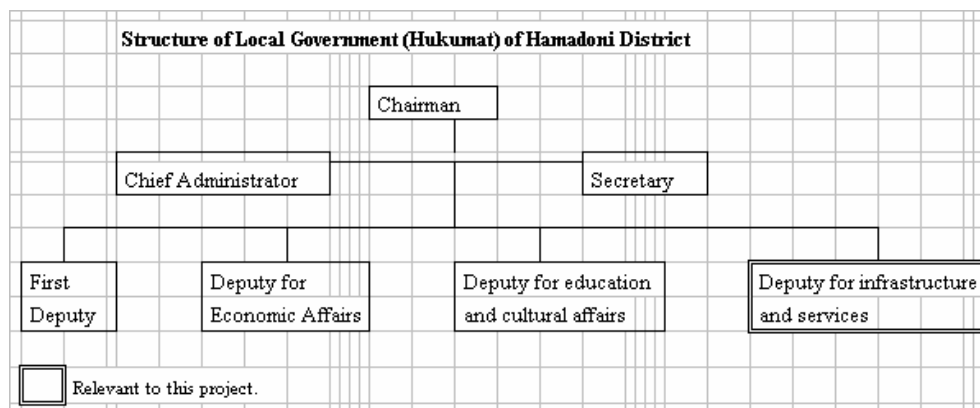 Structure of Local Government (Hukumat) of Hamadoni District
Chairman
Chief Administrator
Secretary
First
Deputy
Deputy for
Economic Affairs
Deputy for education
and cultural affairs
Deputy for infrastructure
and services
Relevant to this project.